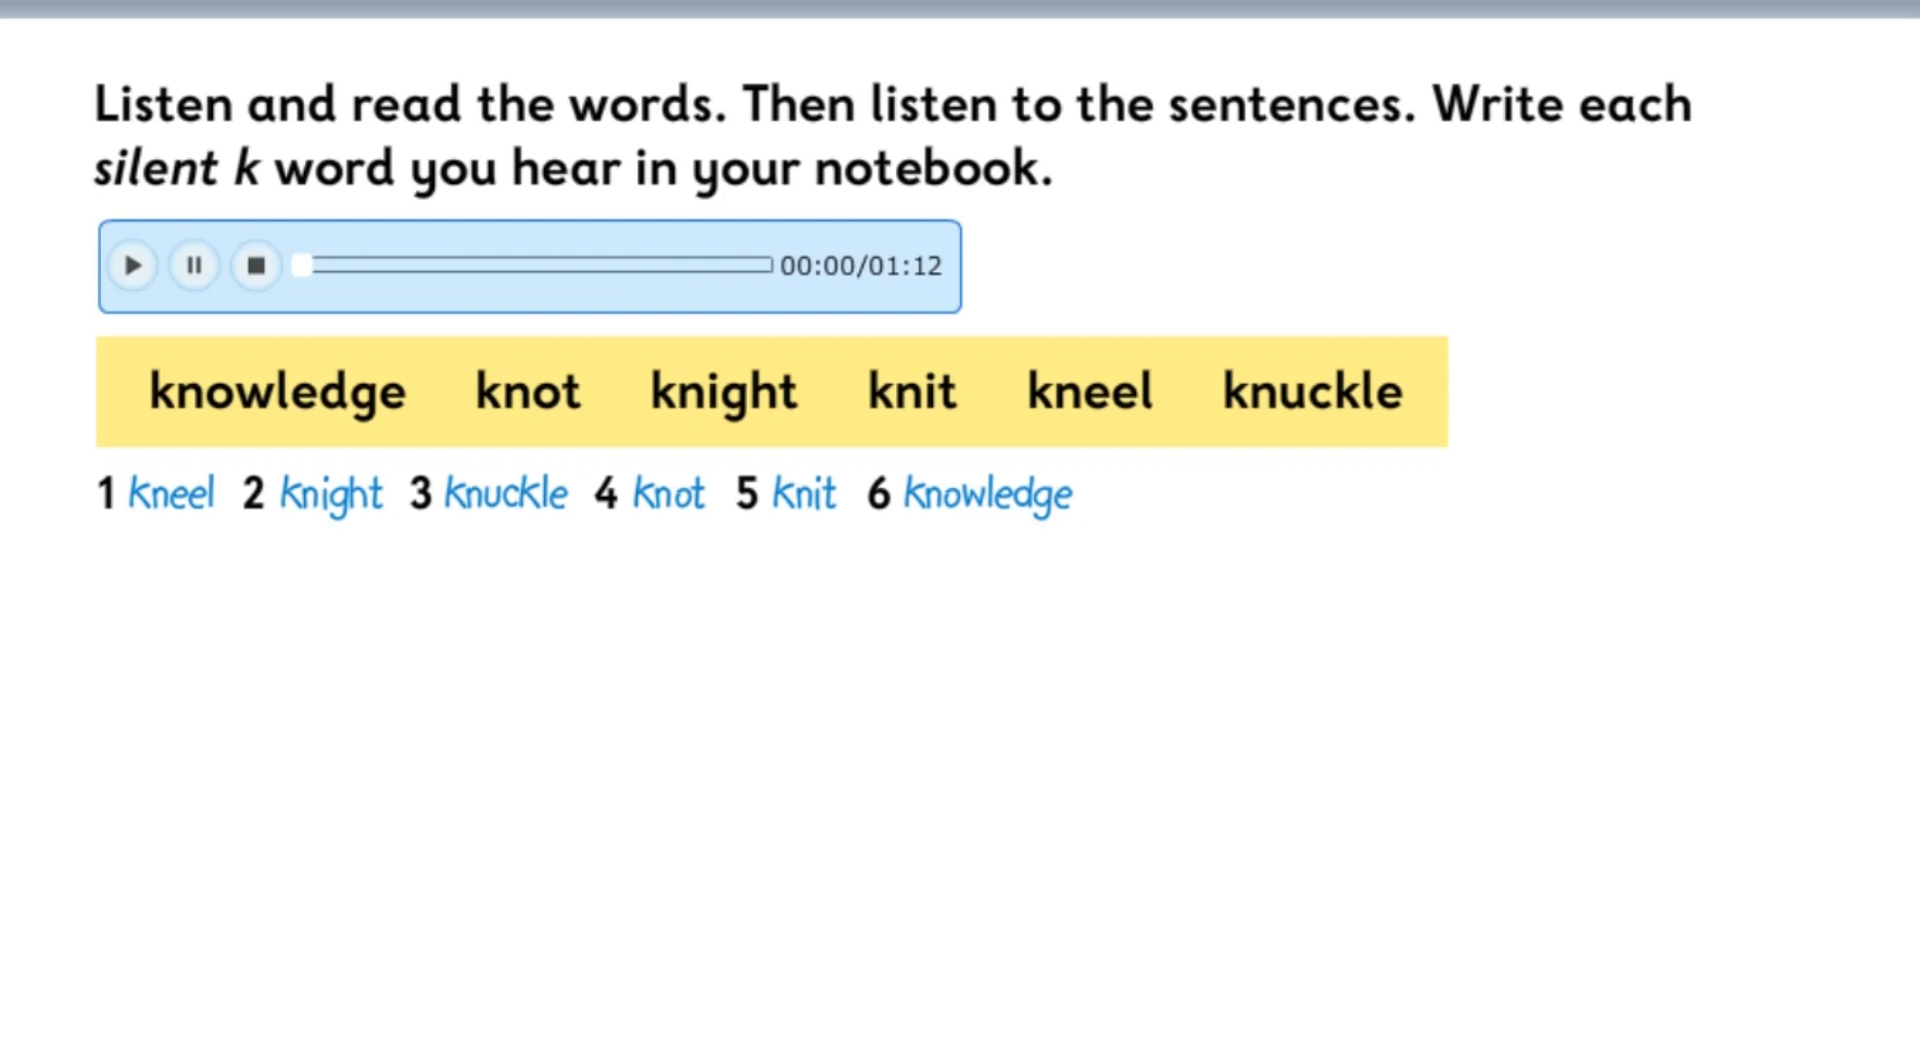 Listen and read the words. Then listen to the sentences. Write each
silent k word you hear in your notebook.
00:00/01:12
knowledge knot knight knit kneel knuckle
1 kneel 2 knight 3 knuckle 4 knot 5 knit 6 knowledge